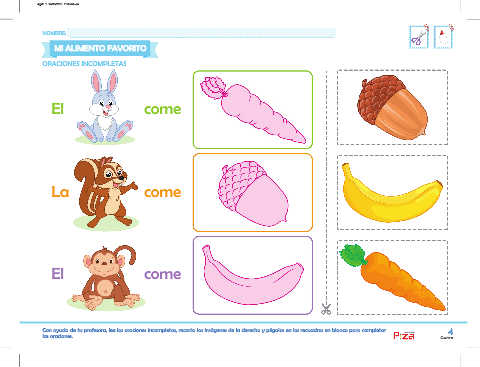 NOMBRE:
MI ALIMENTO FAVORITO
ORACIONES INCOMPLETAS
El come
La come
El come
Con ayuda de tu profesora, lee las oraciones incompletas, recorta las imágenes de la derecha y pégalas en los recuadros en blanco para completar
las oraciones.
4